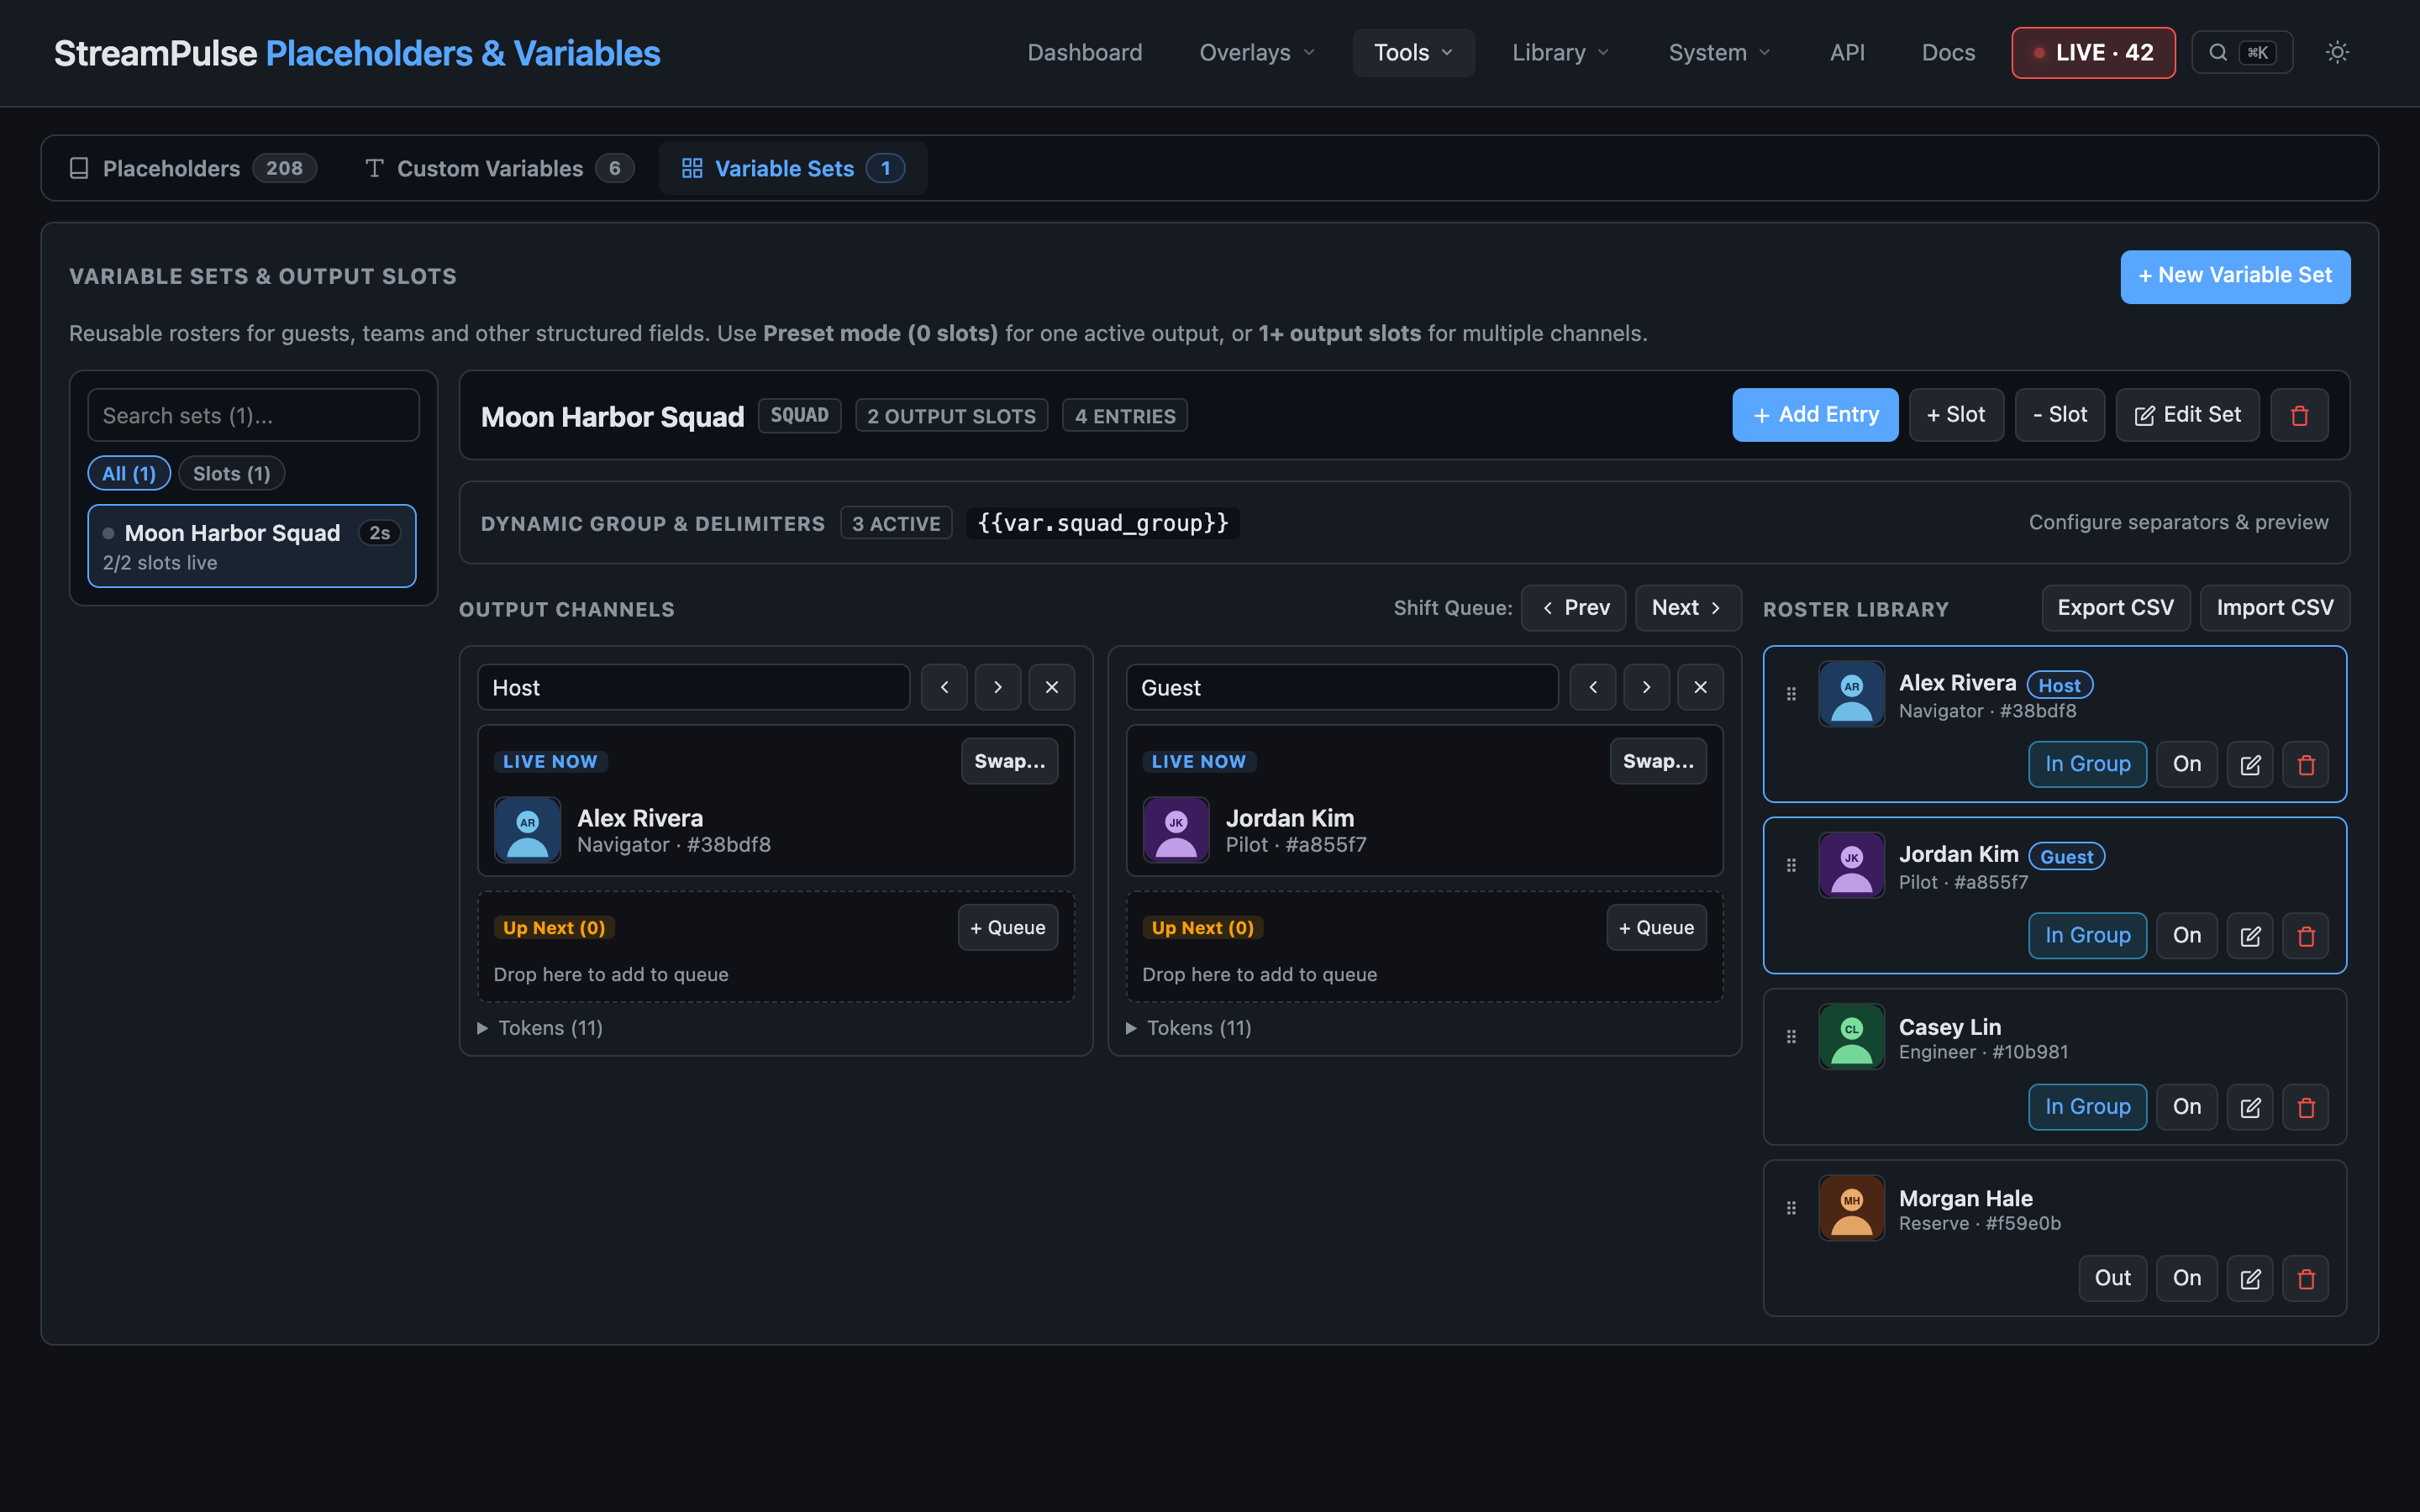 StreamPulse Placeholders & Variables
Dashboard
Overlays
Tools
Library
System
API
Docs
LIVE · 42
⌘K
Placeholders 208
Custom Variables 6
Variable Sets 1
VARIABLE SETS & OUTPUT SLOTS
+ New Variable Set
Reusable rosters for guests, teams and other structured fields. Use Preset mode (0 slots) for one active output, or 1+ output slots for multiple channels.
Search sets (1)...
All (1)
Slots (1)
Moon Harbor Squad 2s
2/2 slots live
Moon Harbor Squad SQUAD 2 OUTPUT SLOTS 4 ENTRIES
+ Add Entry
+ Slot
- Slot
Edit Set
DYNAMIC GROUP & DELIMITERS 3 ACTIVE {{var.squad_group}}
Configure separators & preview
OUTPUT CHANNELS
Shift Queue:
Prev
Next
Host
LIVE NOW
Swap...
AR
Alex Rivera
Navigator · #38bdf8
Up Next (0)
+ Queue
Drop here to add to queue
Tokens (11)
Guest
LIVE NOW
Swap...
JK
Jordan Kim
Pilot · #a855f7
Up Next (0)
+ Queue
Drop here to add to queue
Tokens (11)
ROSTER LIBRARY
Export CSV
Import CSV
AR
Alex Rivera Host
Navigator · #38bdf8
In Group
On
JK
Jordan Kim Guest
Pilot · #a855f7
In Group
On
CL
Casey Lin
Engineer · #10b981
In Group
On
MH
Morgan Hale
Reserve · #f59e0b
Out
On